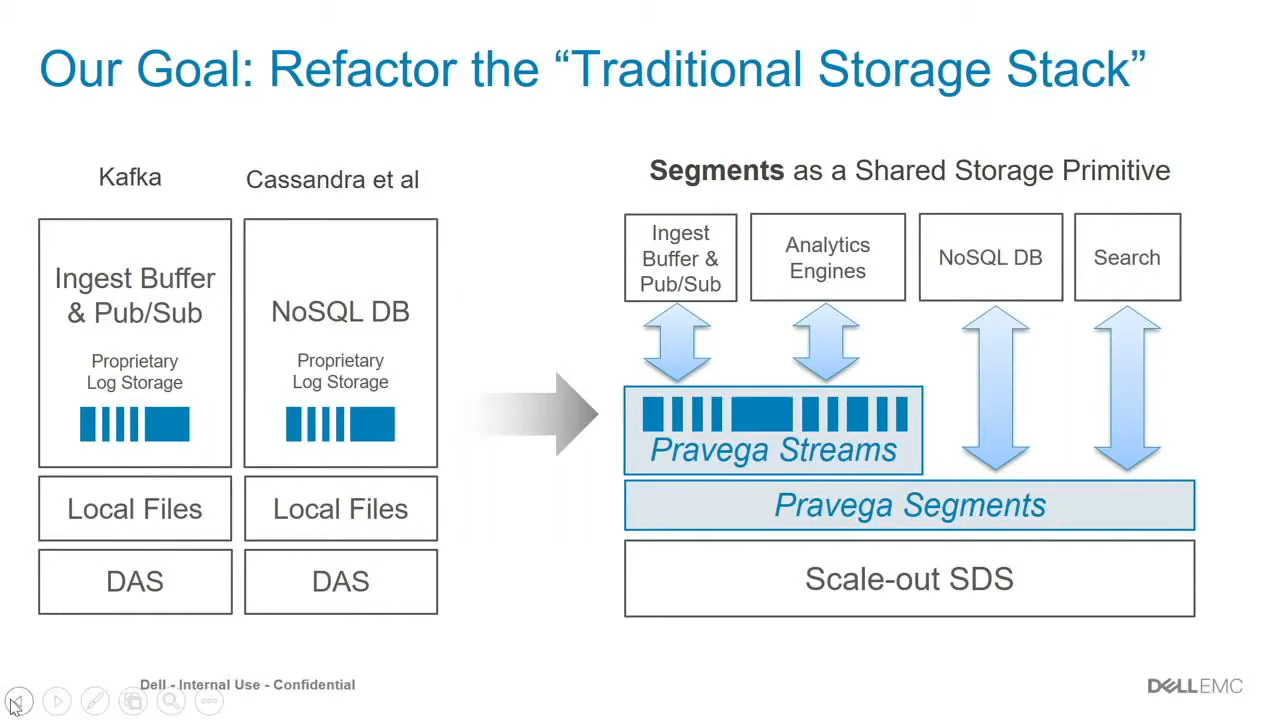 Our Goal: Refactor the “Traditional Storage Stack”
Kafka
Cassandra et al
Ingest Buffer
& Pub/Sub
Proprietary
Log Storage
NoSQL DB
Proprietary
Log Storage
Local Files
Local Files
DAS
DAS
Segments as a Shared Storage Primitive
Ingest
Buffer &
Pub/Sub
Analytics
Engines
NoSQL DB
Search
Pravega Streams
Pravega Segments
Scale-out SDS
Dell - Internal Use - Confidential
DELLEMC